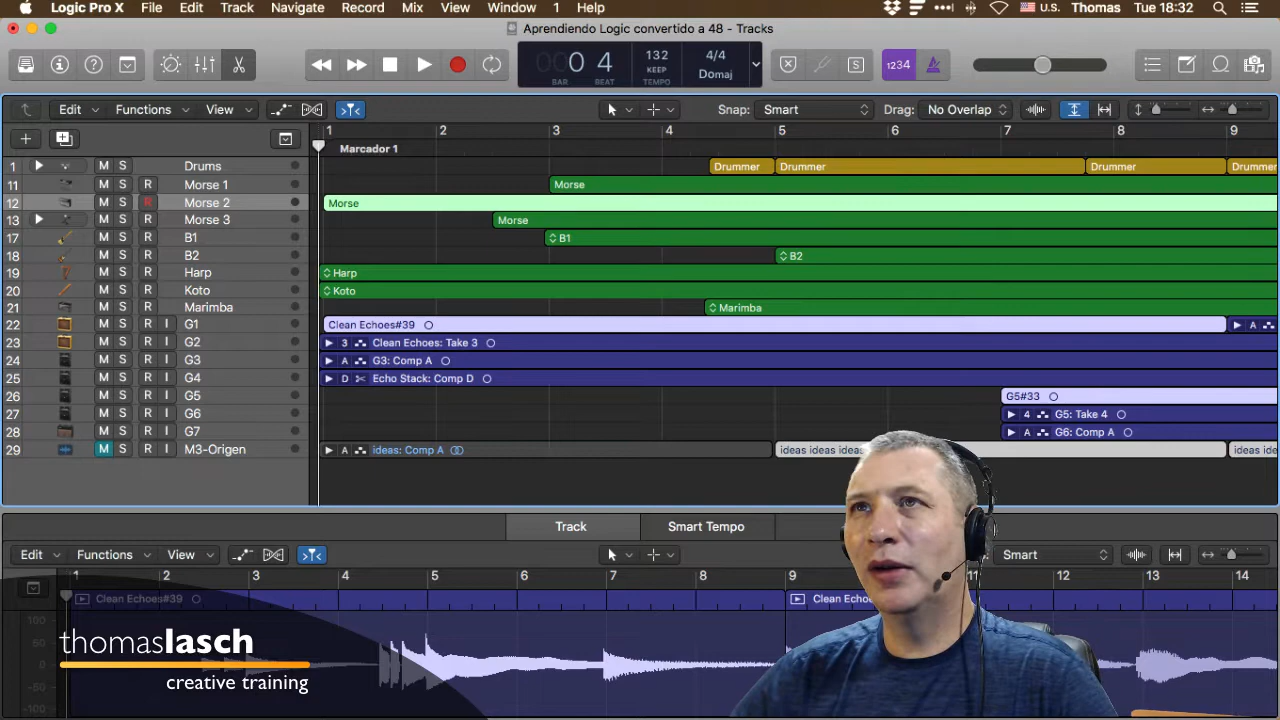 Logic Pro X File Edit Track Navigate Record Mix View Window 1 Help U.S. Thomas Tue 18:32
Aprendiendo Logic convertido a 48 - Tracks
1234
00 4 132 4/4
KEEP Domaj
BAR BEAT TEMPO
Edit Functions View Snap: Smart Drag: No Overlap
1 2 3 4 5 6 7 8 9
Marcador 1
1 M S Drums Drummer Drummer Drummer Drummer
11 M S R Morse 1 Morse
12 M S R Morse 2 Morse
13 M S R Morse 3 Morse
17 M S R B1 B1
18 M S R B2 B2
19 M S R Harp Harp
20 M S R Koto Koto
21 M S R Marimba Marimba
22 M S R I G1 Clean Echoes#39 A
23 M S R I G2 3 Clean Echoes: Take 3
24 M S R I G3 A G3: Comp A
25 M S R I G4 D Echo Stack: Comp D
26 M S R I G5 G5#33
27 M S R I G6 4 G5: Take 4
28 M S R I G7 A G6: Comp A
29 M S R I M3-Origen A ideas: Comp A ideas ideas ideas ideas ideo
Track Smart Tempo
Edit Functions View Smart
1 2 3 4 5 6 7 8 9 11 12 13 14
Clean Echoes#39 Clean Echo
100
50
0
-50
-100
thomaslasch
creative training